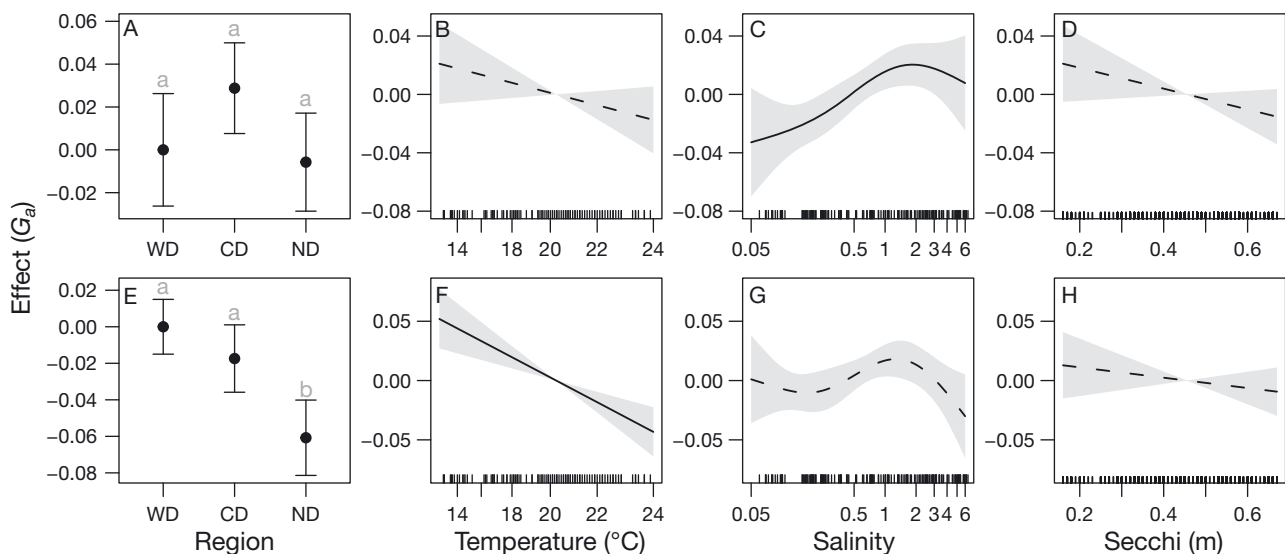 Effect (Ga)
A
0.06
0.04
0.02
0.00
−0.02
a a a
WD CD ND
B
0.04
0.00
−0.04
−0.08
14 18 20 22 24
C
0.04
0.00
−0.04
−0.08
0.05 0.5 1 2 3 4 6
D
0.04
0.00
−0.04
−0.08
0.2 0.4 0.6
E
0.02
0.00
−0.02
−0.04
−0.06
−0.08
a a b
WD CD ND
Region
F
0.05
0.00
−0.05
14 18 20 22 24
Temperature (°C)
G
0.05
0.00
−0.05
0.05 0.5 1 2 3 4 6
Salinity
H
0.05
0.00
−0.05
0.2 0.4 0.6
Secchi (m)